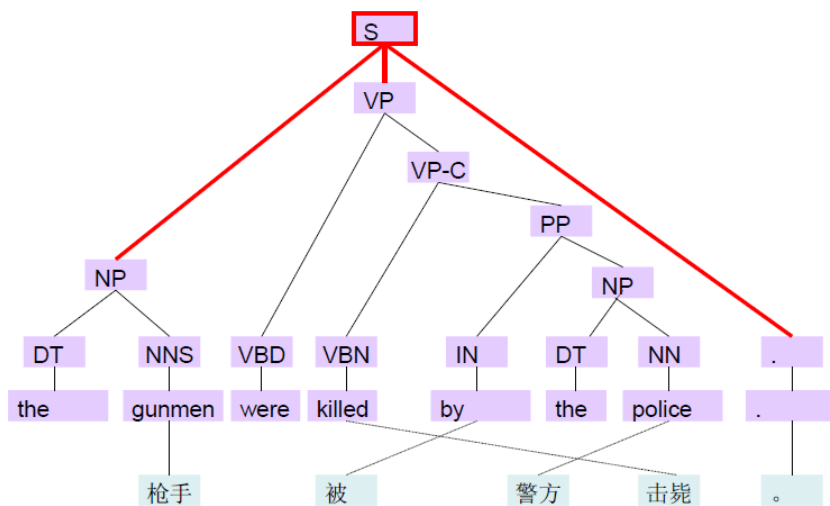 S
VP
VP-C
PP
NP NP
DT NNS VBD VBN IN DT NN .
the gunmen were killed by the police .
枪手 被 警方 击毙 。